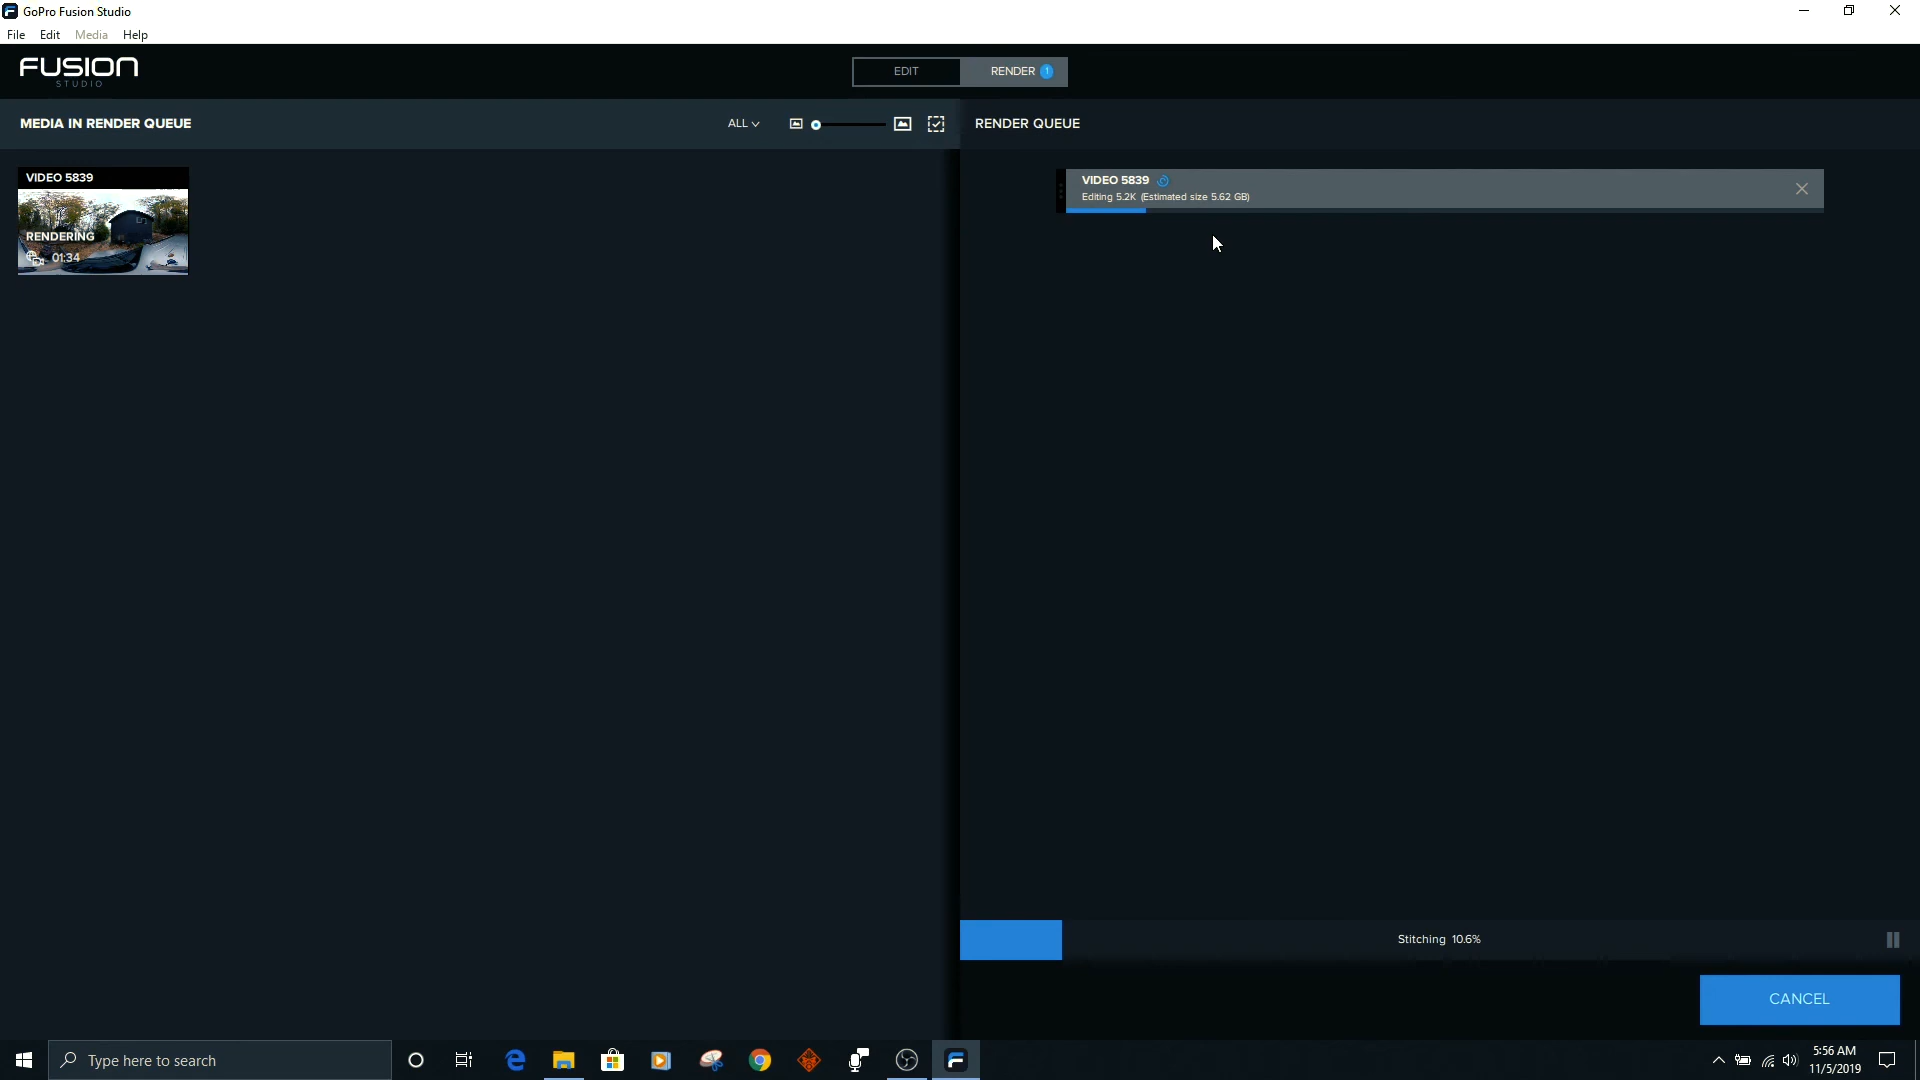 GoPro Fusion Studio
File Edit Media Help
FUSION
STUDIO
EDIT
RENDER 1
MEDIA IN RENDER QUEUE
ALL
RENDER QUEUE
VIDEO 5839
RENDERING
01:34
VIDEO 5839
Editing 5.2K (Estimated size 5.62 GB)
Stitching 10.6%
CANCEL
Type here to search
5:56 AM
11/5/2019